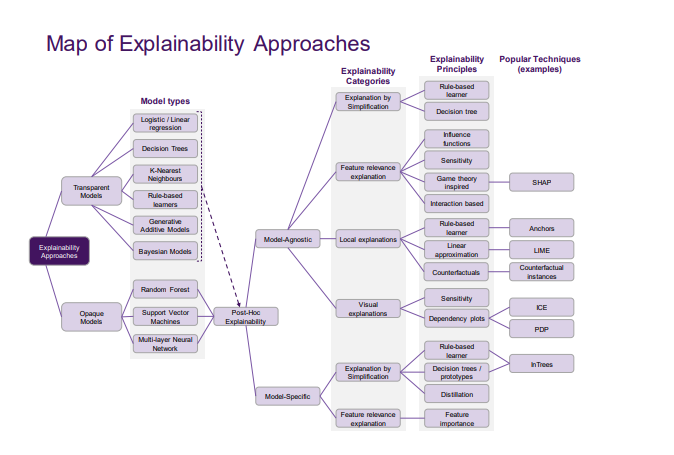 Map of Explainability Approaches
Explainability
Categories
Explainability
Principles
Popular Techniques
(examples)
Model types
Explainability
Approaches
Transparent
Models
Opaque
Models
Logistic / Linear
regression
Decision Trees
K-Nearest
Neighbours
Rule-based
learners
Generative
Additive Models
Bayesian Models
Random Forest
Support Vector
Machines
Multi-layer Neural
Network
Post-Hoc
Explainability
Model-Agnostic
Model-Specific
Explanation by
Simplification
Feature relevance
explanation
Local explanations
Visual
explanations
Explanation by
Simplification
Feature relevance
explanation
Rule-based
learner
Decision tree
Influence
functions
Sensitivity
Game theory
inspired
Interaction based
Rule-based
learner
Linear
approximation
Counterfactuals
Sensitivity
Dependency plots
Rule-based
learner
Decision trees /
prototypes
Distillation
Feature
importance
SHAP
Anchors
LIME
Counterfactual
instances
ICE
PDP
InTrees